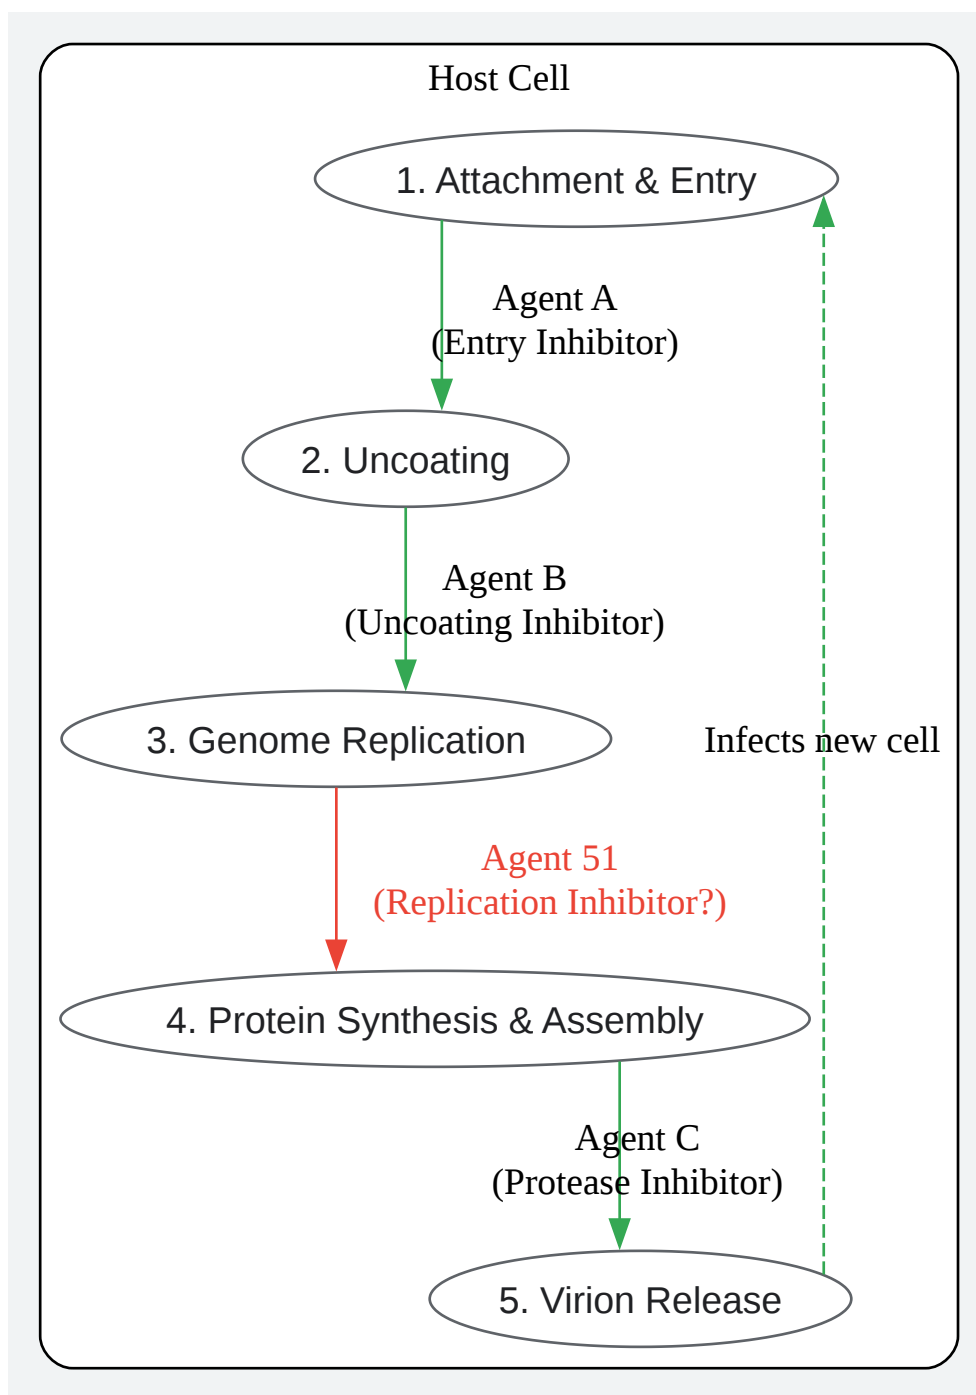 Host Cell
1. Attachment & Entry
Agent A
(Entry Inhibitor)
2. Uncoating
Agent B
(Uncoating Inhibitor)
3. Genome Replication
Infects new cell
Agent 51
(Replication Inhibitor?)
4. Protein Synthesis & Assembly
Agent C
(Protease Inhibitor)
5. Virion Release